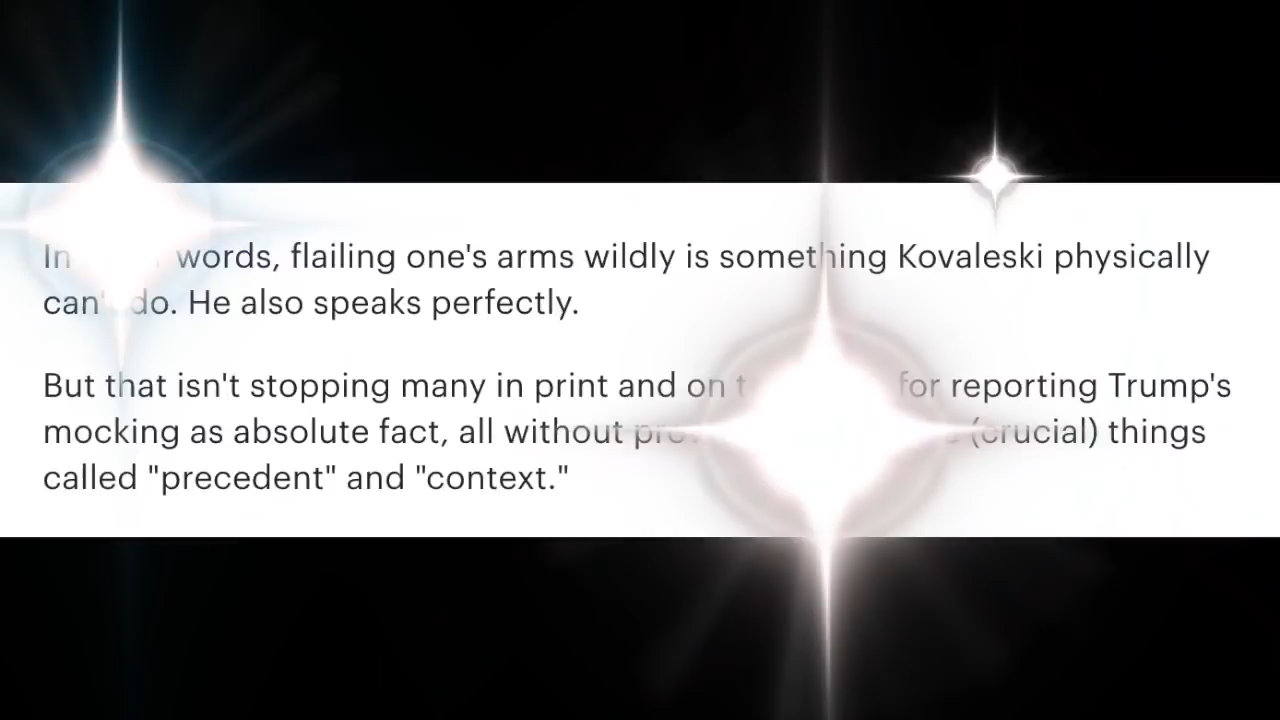 In words, flailing one's arms wildly is something Kovaleski physically
can't do. He also speaks perfectly.
But that isn't stopping many in print and on for reporting Trump's
mocking as absolute fact, all without (crucial) things
called "precedent" and "context."